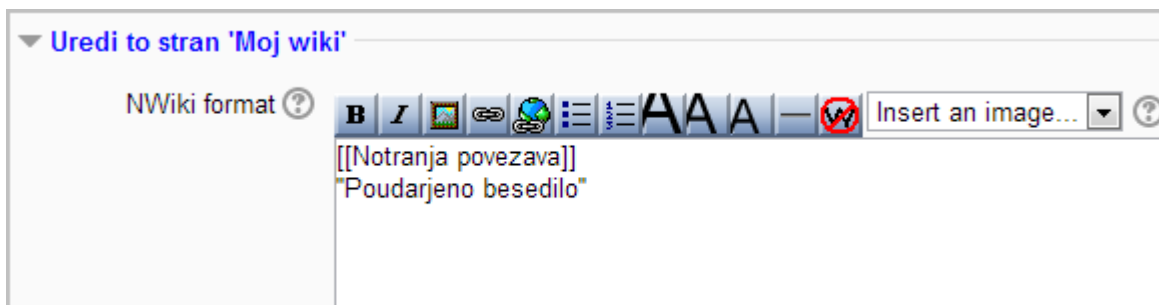 Uredi to stran 'Moj wiki'
NWiki format
Insert an image...
[[Notranja povezava]]
"Poudarjeno besedilo"